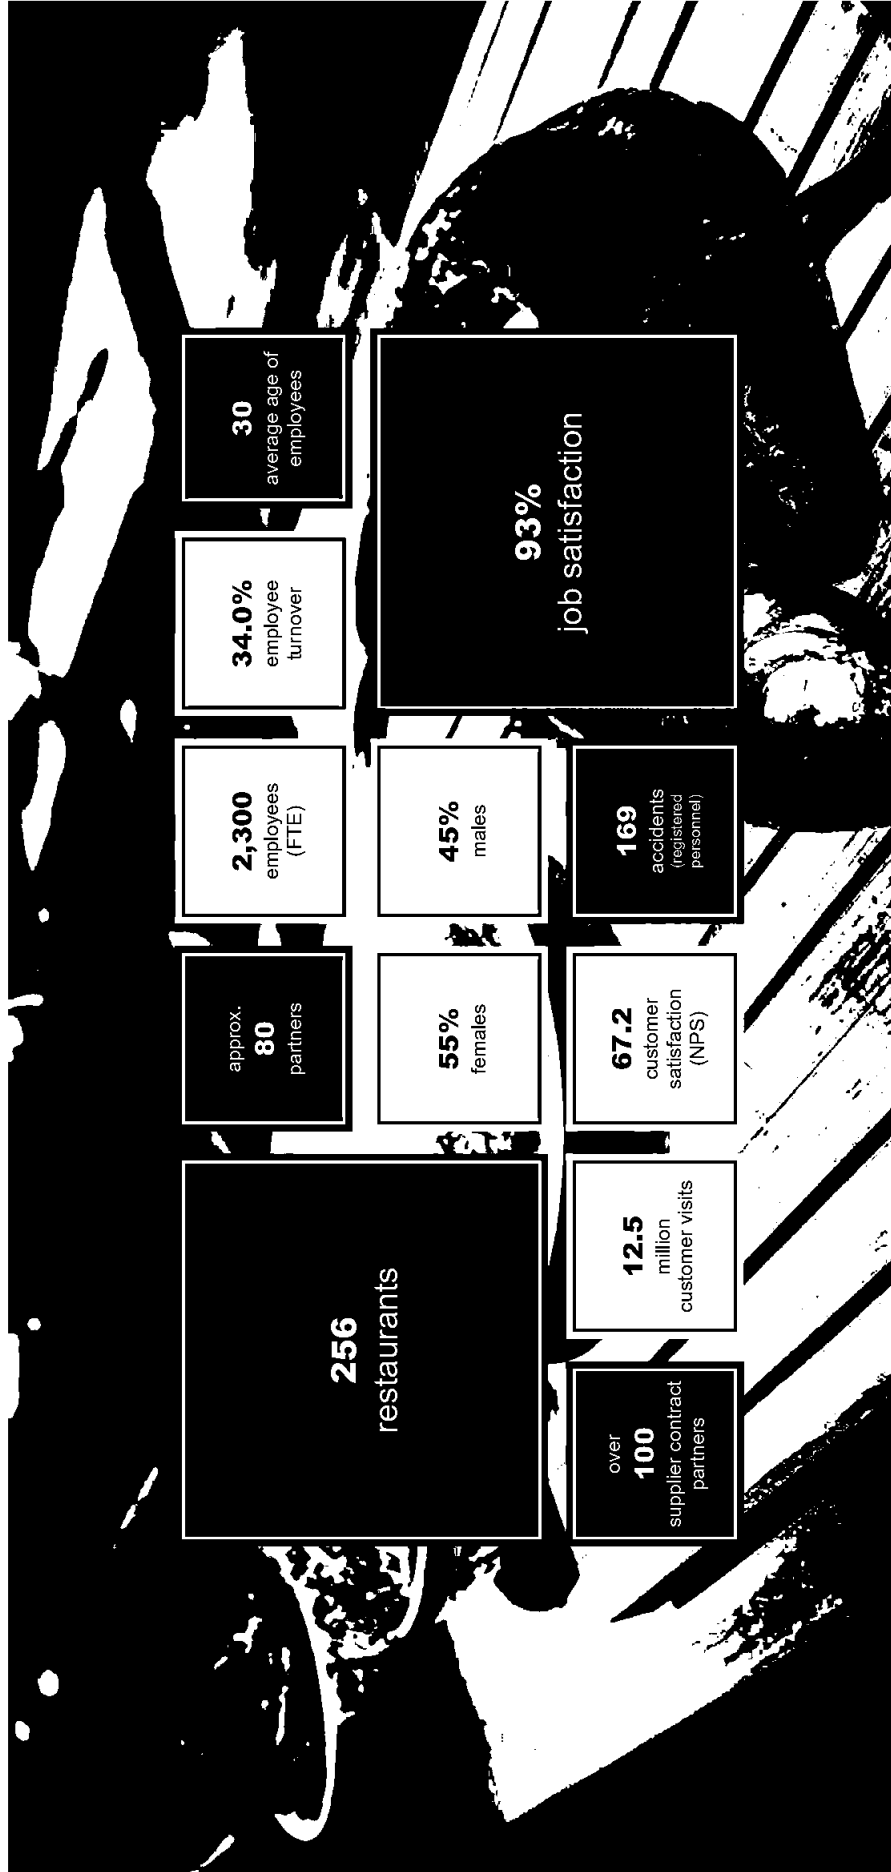 256
restaurants
approx.
80
partners
2,300
employees
(FTE)
34.0%
employee
turnover
30
average age of
employees
55%
females
45%
males
93%
job satisfaction
over
100
supplier contract
partners
12.5
million
customer visits
67.2
customer
satisfaction
(NPS)
169
accidents
(registered
personnel)